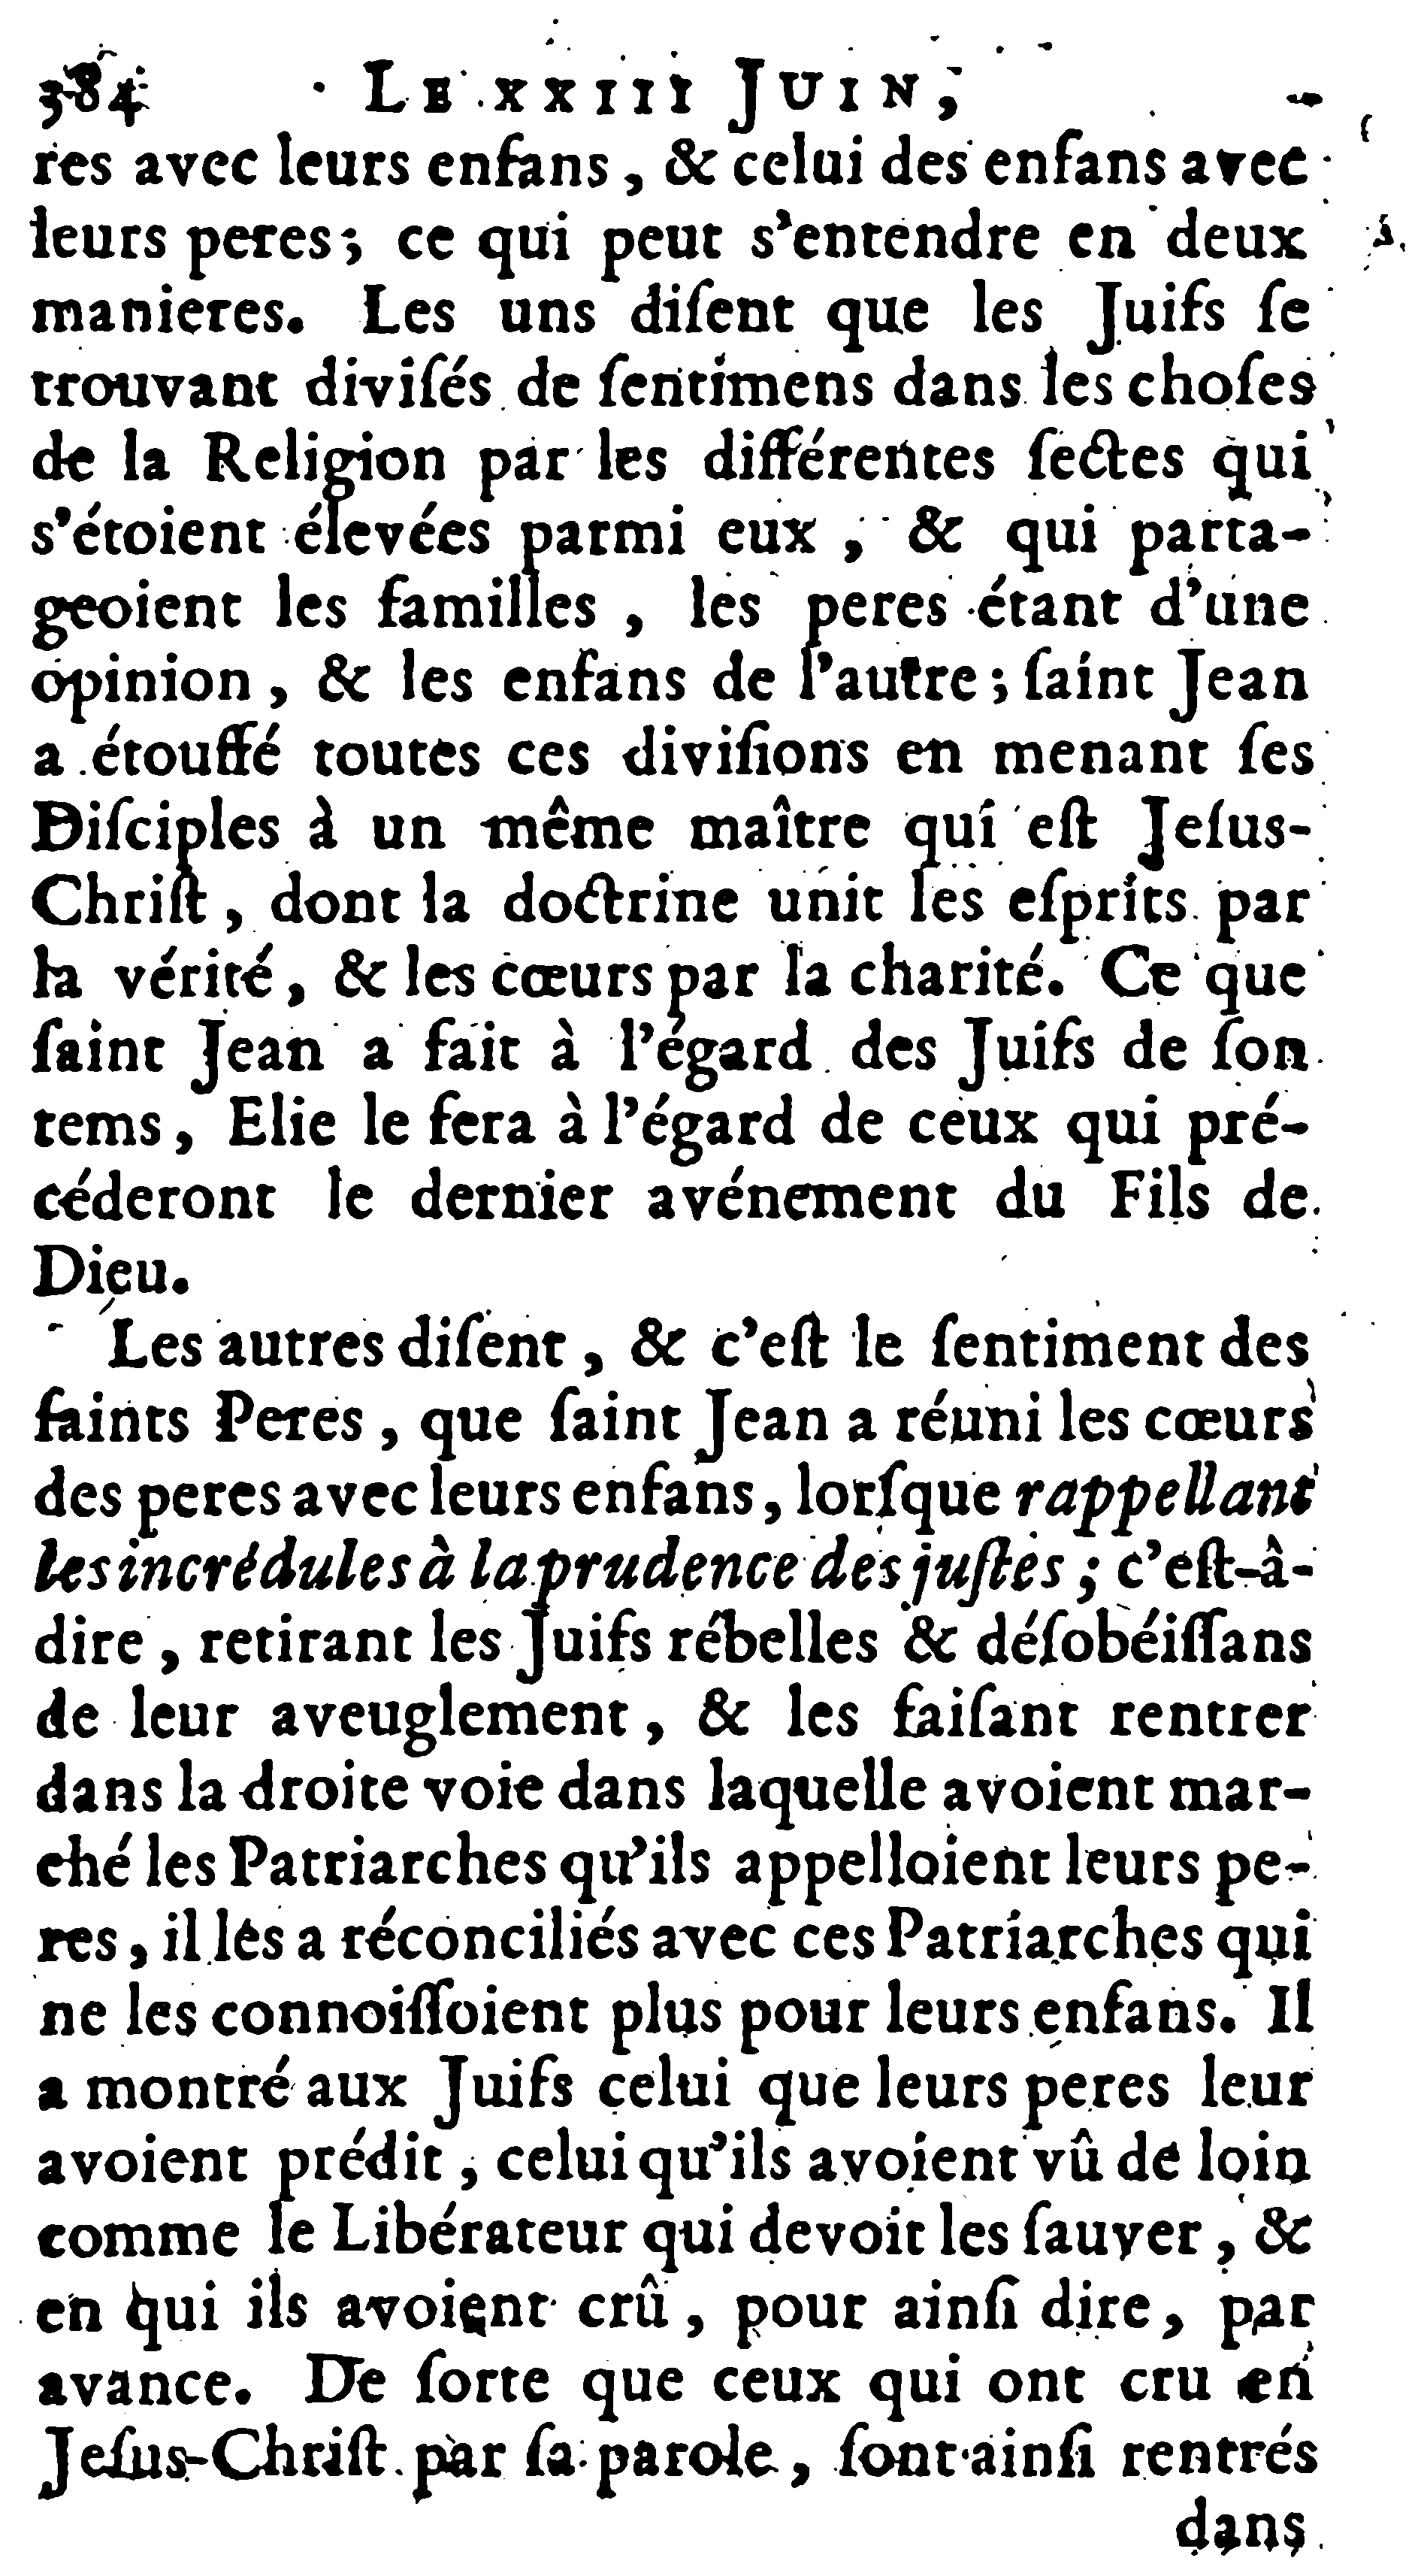 384 LE XXIII JUIN,
res avec leurs enfans, & celui des enfans avec
leurs peres; ce qui peut s'entendre en deux
manieres. Les uns diſent que les Juifs ſe
trouvant diviſés de ſentimens dans les choſes
de la Religion par les différentes ſectes qui
s'étoient élevées parmi eux, & qui parta-
geoient les familles, les peres étant d'une
opinion, & les enfans de l'autre; ſaint Jean
a étouffé toutes ces diviſions en menant ſes
Diſciples à un même maître qui eſt Jeſus-
Chriſt, dont la doctrine unit les eſprits par
la vérité, & les cœurs par la charité. Ce que
ſaint Jean a fait à l'égard des Juifs de ſon
tems, Elie le fera à l'égard de ceux qui pré-
céderont le dernier avénement du Fils de
Dieu.
Les autres diſent, & c'eſt le ſentiment des
ſaints Peres, que ſaint Jean a réuni les cœurs
des peres avec leurs enfans, lorſque rappellant
les incrédules à la prudence des juſtes; c'eſt-à-
dire, retirant les Juifs rébelles & déſobéiſſans
de leur aveuglement, & les faiſant rentrer
dans la droite voie dans laquelle avoient mar-
ché les Patriarches qu'ils appelloient leurs pe-
res, il les a réconciliés avec ces Patriarches qui
ne les connoiſſoient plus pour leurs enfans. Il
a montré aux Juifs celui que leurs peres leur
avoient prédit, celui qu'ils avoient vû de loin
comme le Libérateur qui devoit les ſauver, &
en qui ils avoient crû, pour ainſi dire, par
avance. De ſorte que ceux qui ont cru en
Jeſus-Chriſt par ſa parole, ſont ainſi rentrés
dans